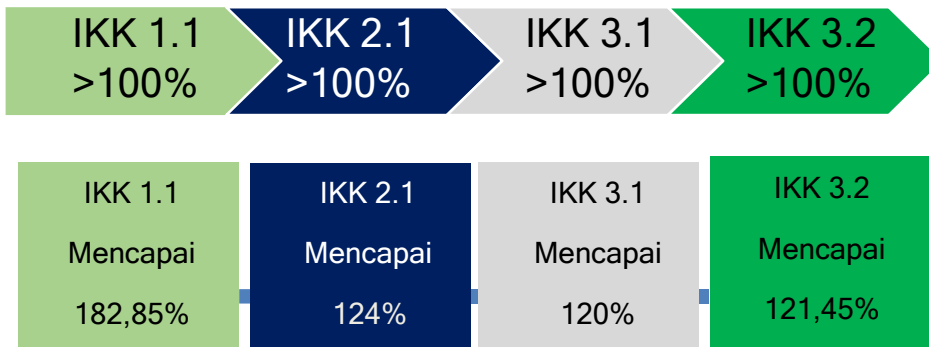 IKK 1.1
>100%
IKK 2.1
>100%
IKK 3.1
>100%
IKK 3.2
>100%
IKK 1.1
Mencapai
182,85%
IKK 2.1
Mencapai
124%
IKK 3.1
Mencapai
120%
IKK 3.2
Mencapai
121,45%